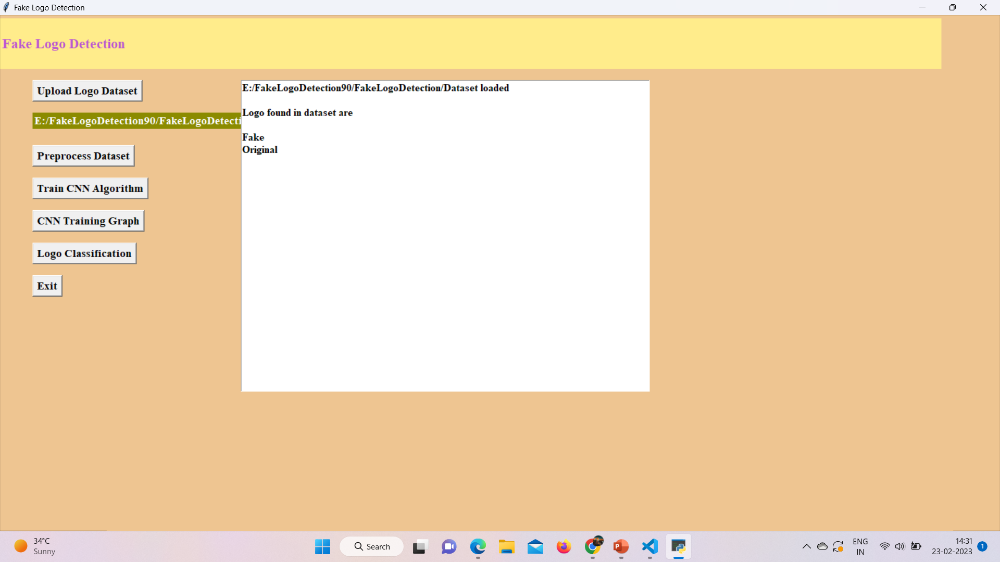 Fake Logo Detection
Fake Logo Detection
Upload Logo Dataset
E:/FakeLogoDetection90/FakeLogoDetecti
Preprocess Dataset
Train CNN Algorithm
CNN Training Graph
Logo Classification
Exit
E:/FakeLogoDetection90/FakeLogoDetection/Dataset loaded
Logo found in dataset are
Fake
Original
34°C
Sunny
Search
P
ENG
IN
14:31
23-02-2023
1